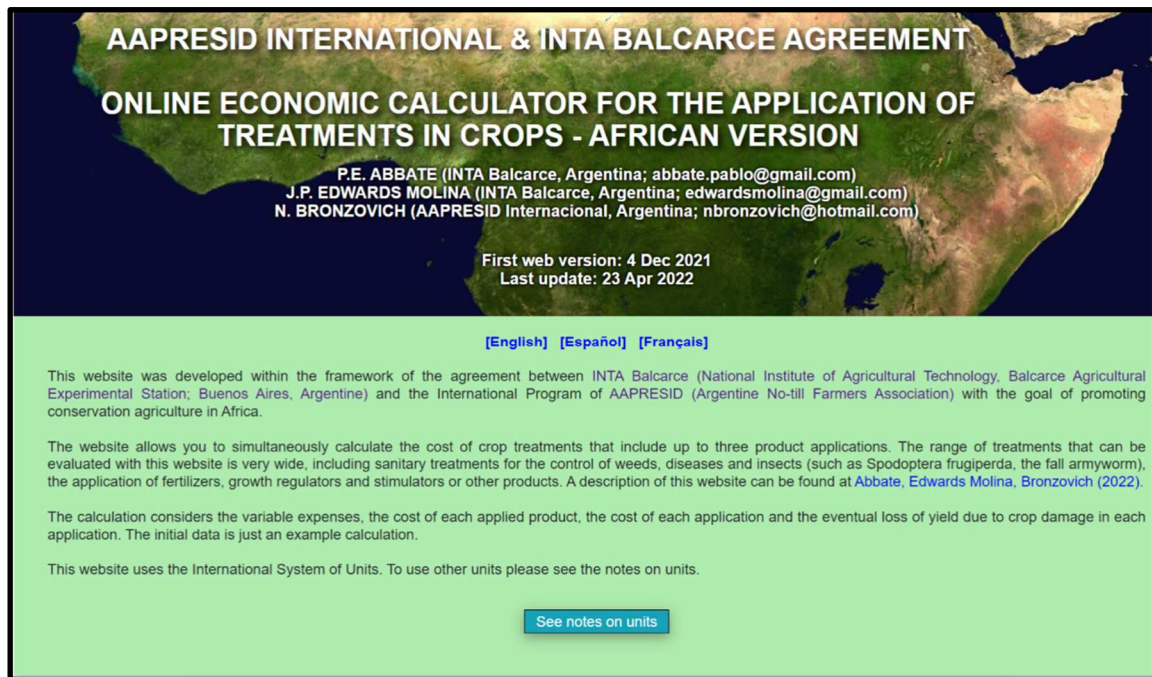 AAPRESID INTERNATIONAL & INTA BALCARCE AGREEMENT
ONLINE ECONOMIC CALCULATOR FOR THE APPLICATION OF
TREATMENTS IN CROPS - AFRICAN VERSION
P.E. ABBATE (INTA Balcarce, Argentina; abbate.pablo@gmail.com)
J.P. EDWARDS MOLINA (INTA Balcarce, Argentina; edwardsmolina@gmail.com)
N. BRONZOVICH (AAPRESID Internacional, Argentina; nbronzovich@hotmail.com)
First web version: 4 Dec 2021
Last update: 23 Apr 2022
[English] [Español] [Français]
This website was developed within the framework of the agreement between INTA Balcarce (National Institute of Agricultural Technology, Balcarce Agricultural
Experimental Station; Buenos Aires, Argentine) and the International Program of AAPRESID (Argentine No-till Farmers Association) with the goal of promoting
conservation agriculture in Africa.
The website allows you to simultaneously calculate the cost of crop treatments that include up to three product applications. The range of treatments that can be
evaluated with this website is very wide, including sanitary treatments for the control of weeds, diseases and insects (such as Spodoptera frugiperda, the fall armyworm),
the application of fertilizers, growth regulators and stimulators or other products. A description of this website can be found at Abbate, Edwards Molina, Bronzovich (2022).
The calculation considers the variable expenses, the cost of each applied product, the cost of each application and the eventual loss of yield due to crop damage in each
application. The initial data is just an example calculation.
This website uses the International System of Units. To use other units please see the notes on units.
See notes on units